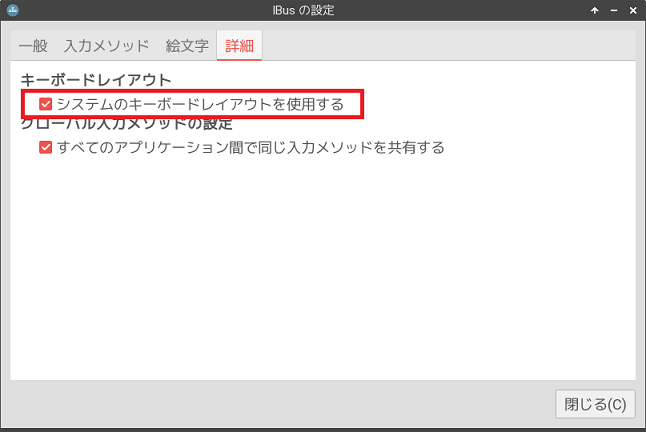 IBus の設定
一般 入力メソッド 絵文字 詳細
キーボードレイアウト
システムのキーボードレイアウトを使用する
グローバル入力メソッドの設定
すべてのアプリケーション間で同じ入力メソッドを共有する
閉じる(C)